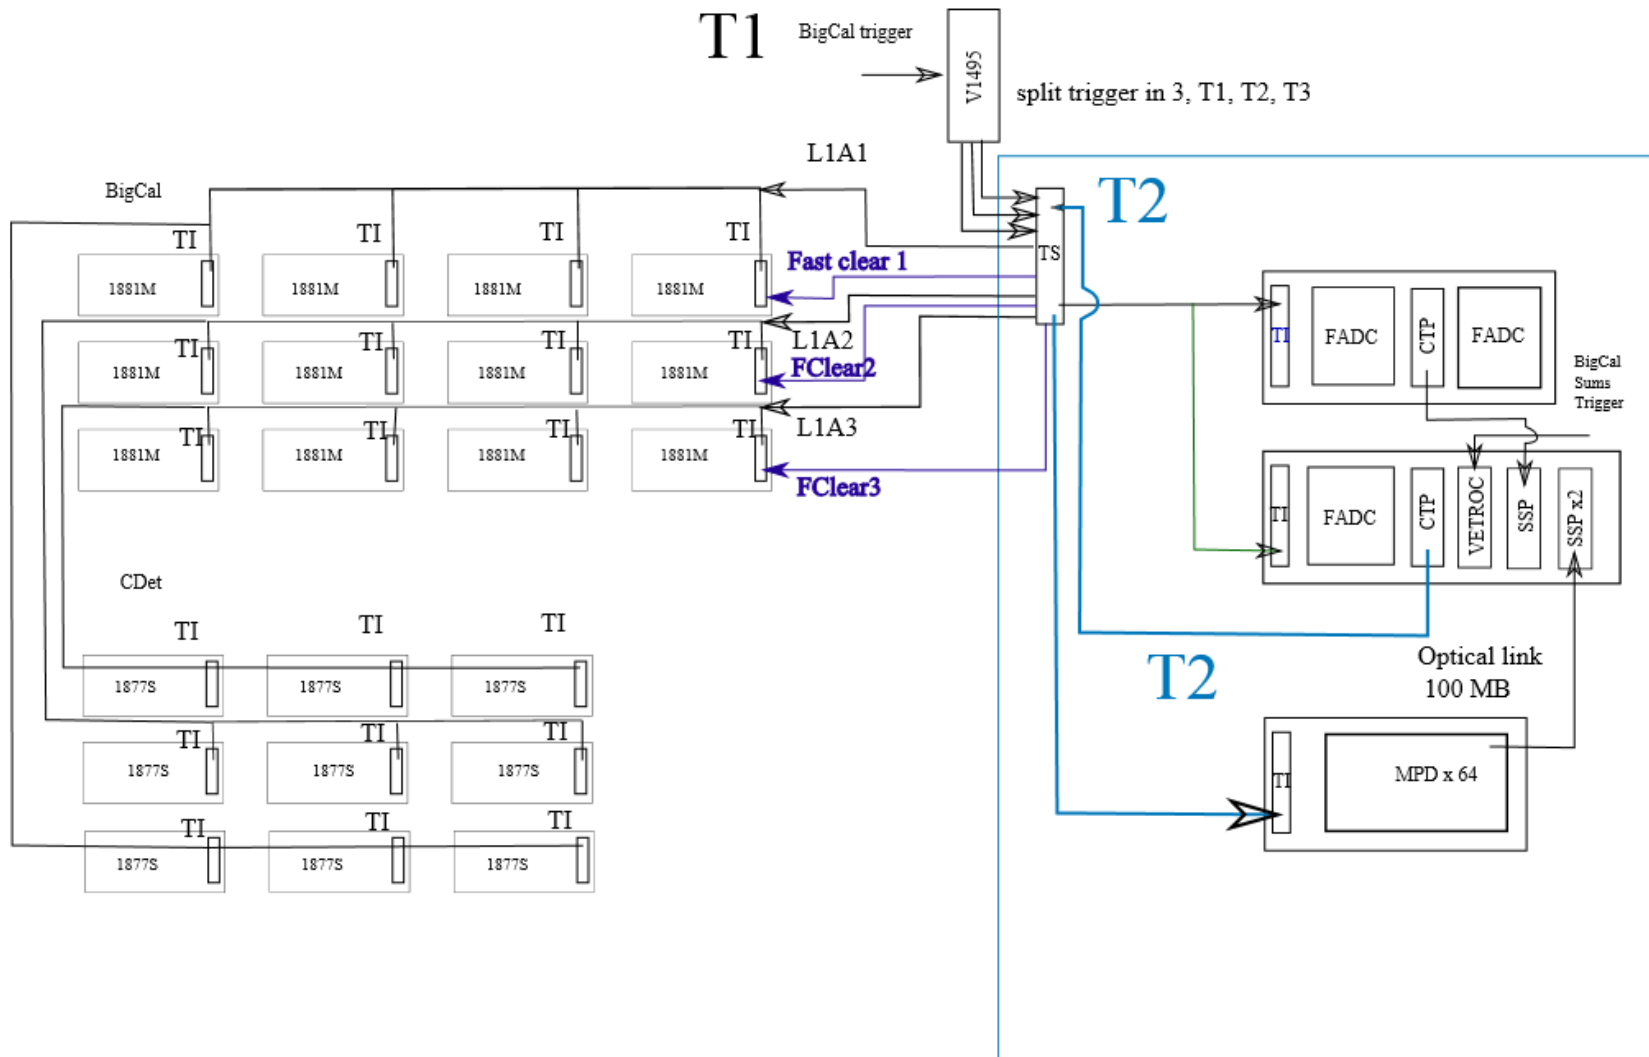 T1
BigCal trigger
V1495
split trigger in 3, T1, T2, T3
L1A1
T2
BigCal
TI
TI
TI
TI
TS
1881M
1881M
1881M
1881M
Fast clear 1
TI
FADC
CTP
FADC
TI
TI
TI
TI
L1A2
FClear2
1881M
1881M
1881M
1881M
BigCal
Sums
Trigger
TI
TI
TI
TI
L1A3
1881M
1881M
1881M
1881M
FClear3
TI
FADC
CTP
VETROC
SSP
SSP x2
CDet
TI
TI
TI
1877S
1877S
1877S
T2
Optical link
100 MB
TI
TI
TI
1877S
1877S
1877S
TI
MPD x 64
TI
TI
TI
1877S
1877S
1877S